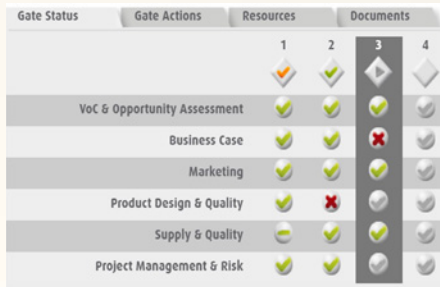 Gate Status Gate Actions Resources Documents
1 2 3 4
VoC & Opportunity Assessment
Business Case
Marketing
Product Design & Quality
Supply & Quality
Project Management & Risk